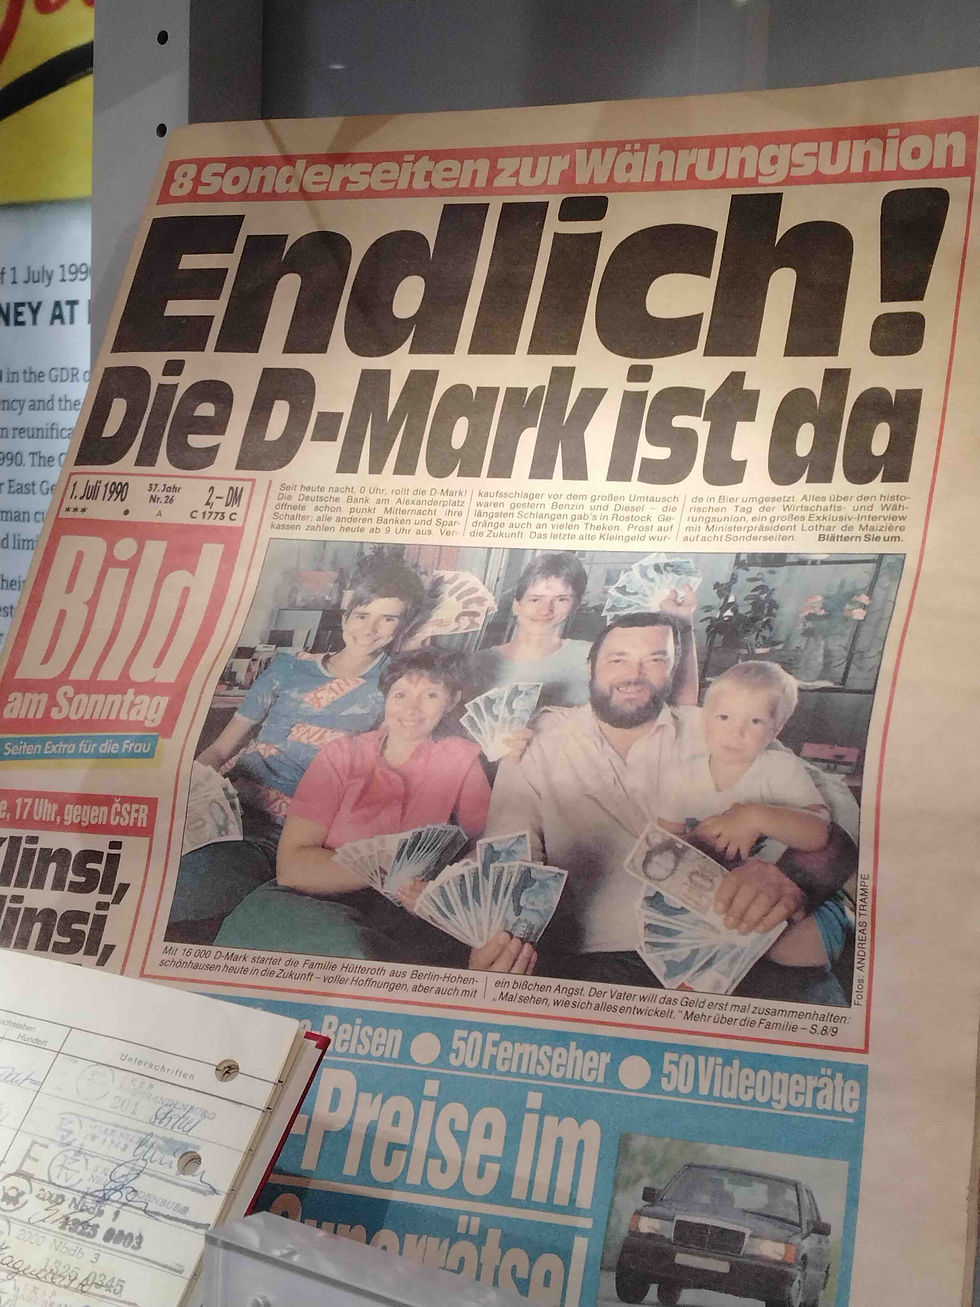 8 Sonderseiten zur Währungsunion
Endlich!
Die D-Mark ist da
1. Juli 1990
37. Jahr
Nr. 26
2,– DM
***
A
C 1773 C
Seit heute nacht, 0 Uhr, rollt die D-Mark!
Die Deutsche Bank am Alexanderplatz
öffnete schon punkt Mitternacht ihre
Schalter; alle anderen Banken und Spar-
kassen zahlen heute ab 9 Uhr aus. Ver-
kaufsschlager vor dem großen Umtausch
waren gestern Benzin und Diesel – die
längsten Schlangen gab's in Rostock Ge-
dränge auch an vielen Theken. Prost auf
die Zukunft! Das letzte alte Kleingeld wur-
de in Bier umgesetzt. Alles über den histo-
rischen Tag der Wirtschafts- und Wäh-
rungsunion, ein großes Exklusiv-Interview
mit Ministerpräsident Lothar de Maizière
auf acht Sonderseiten. Blättern Sie um.
Bild
am Sonntag
Seiten Extra für die Frau
17 Uhr, gegen ČSFR
linsi,
linsi,
Fotos: ANDREAS TRAMPE
Mit 16 000 D-Mark startet die Familie Hütteroth aus Berlin-Hohen-
schönhausen heute in die Zukunft – voller Hoffnungen, aber auch mit
ein bißchen Angst. Der Vater will das Geld erst mal zusammenhalten:
„Mal sehen, wie sich alles entwickelt." Mehr über die Familie – S.8/9
-Reisen ● 50 Fernseher ● 50 Videogeräte
-Preise im
f 1 July 199
NEY AT
in the GDR
ncy and the
n reunifica
990. The
r East Ge
man cu
d limi
Hundert
Unterschriften
201
2000 Nbdb 3
1325 0345